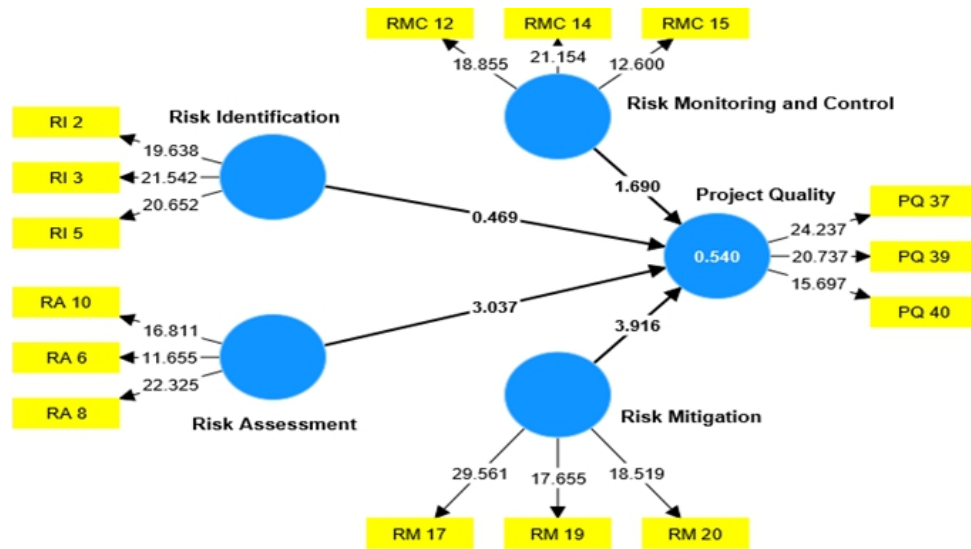 RMC 12
RMC 14
RMC 15
18.855
21.154
12.600
Risk Monitoring and Control
Risk Identification
RI 2
RI 3
RI 5
19.638
21.542
20.652
1.690
0.469
Project Quality
0.540
PQ 37
PQ 39
PQ 40
24.237
20.737
15.697
RA 10
RA 6
RA 8
16.811
11.655
22.325
3.037
3.916
Risk Assessment
Risk Mitigation
29.561
17.655
18.519
RM 17
RM 19
RM 20